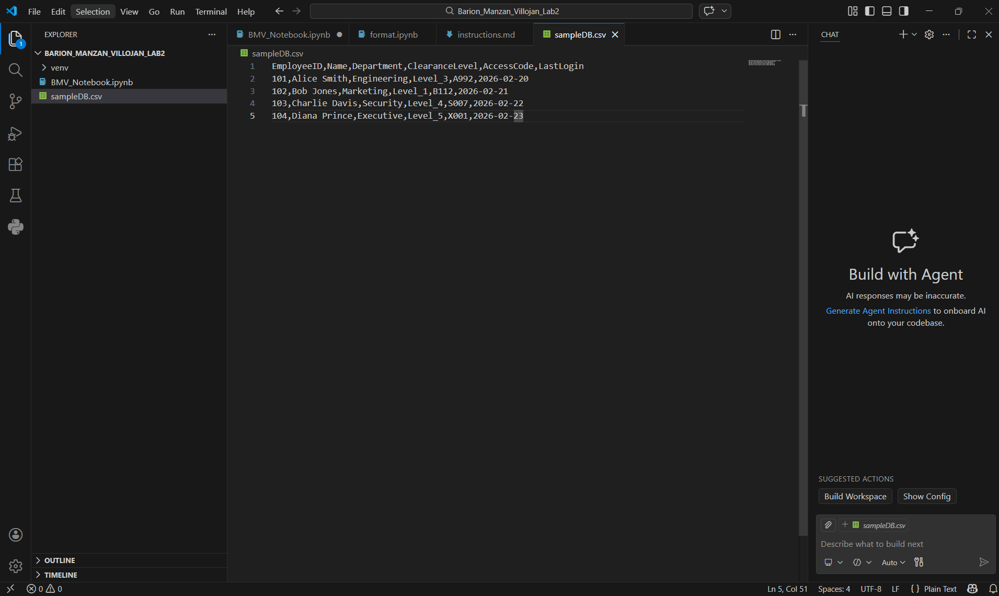 File Edit Selection View Go Run Terminal Help
Barion_Manzan_Villojan_Lab2
EXPLORER
BMV_Notebook.ipynb
format.ipynb
instructions.md
sampleDB.csv
CHAT
1
BARION_MANZAN_VILLOJAN_LAB2
venv
BMV_Notebook.ipynb
sampleDB.csv
sampleDB.csv
1 EmployeeID,Name,Department,ClearanceLevel,AccessCode,LastLogin
2 101,Alice Smith,Engineering,Level_3,A992,2026-02-20
3 102,Bob Jones,Marketing,Level_1,B112,2026-02-21
4 103,Charlie Davis,Security,Level_4,S007,2026-02-22
5 104,Diana Prince,Executive,Level_5,X001,2026-02-23
Build with Agent
AI responses may be inaccurate.
Generate Agent Instructions to onboard AI
onto your codebase.
SUGGESTED ACTIONS
Build Workspace
Show Config
sampleDB.csv
Describe what to build next
Auto
OUTLINE
TIMELINE
0 0
Ln 5, Col 51
Spaces: 4
UTF-8
LF
{ } Plain Text